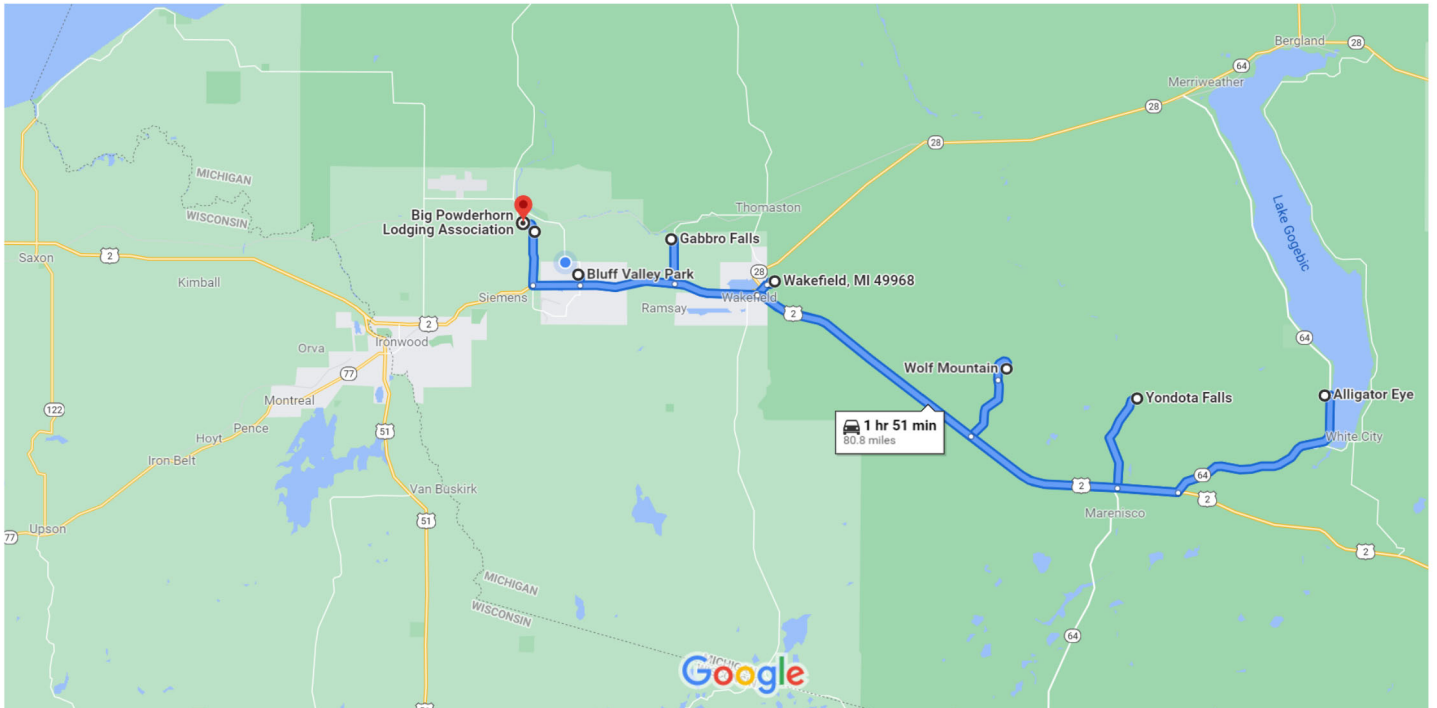 Bergland
28
64
Merriweather
28
28
MICHIGAN
WISCONSIN
Thomaston
Lake Gogebic
Big Powderhorn
Lodging Association
Gabbro Falls
2
Saxon
Kimball
Bluff Valley Park
28
Wakefield, MI 49968
Siemens
Ramsay
Wakefield
2
2
Ironwood
Orva
64
77
Wolf Mountain
Montreal
Yondota Falls
Alligator Eye
122
1 hr 51 min
80.8 miles
Pence
Hoyt
51
White City
Iron Belt
64
Van Buskirk
2
2
Marenisco
51
Upson
77
2
MICHIGAN
WISCONSIN
64
Google